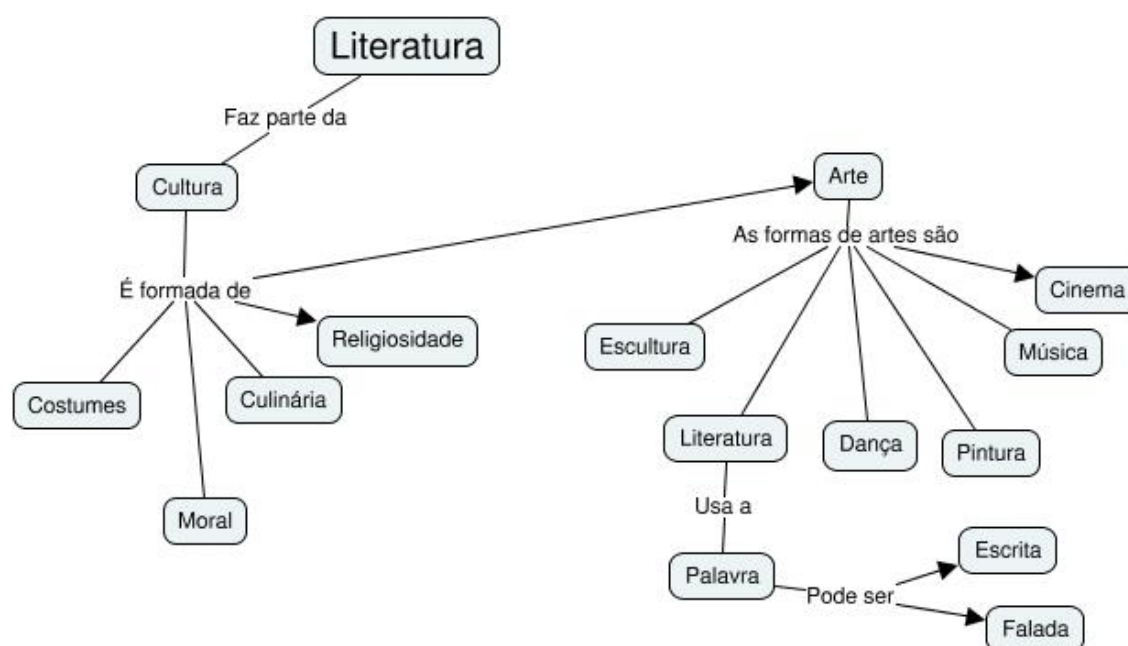 Literatura
Faz parte da
Cultura
É formada de
Religiosidade
Costumes
Culinária
Moral
Arte
As formas de artes são
Cinema
Escultura
Música
Literatura
Dança
Pintura
Usa a
Palavra
Pode ser
Escrita
Falada